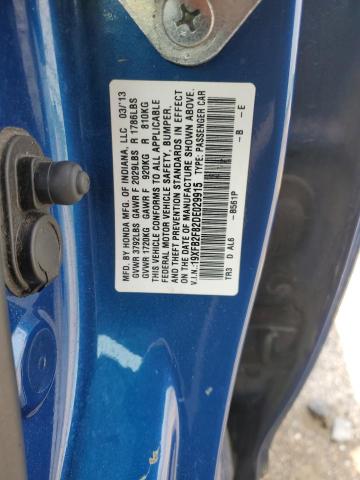 MFD. BY HONDA MFG. OF INDIANA, LLC 03/'13
GVWR 3792LBS GAWR F 2029LBS R 1786LBS
GVWR 1720KG GAWR F 920KG R 810KG
THIS VEHICLE CONFORMS TO ALL APPLICABLE
FEDERAL MOTOR VEHICLE SAFETY, BUMPER,
AND THEFT PREVENTION STANDARDS IN EFFECT
ON THE DATE OF MANUFACTURE SHOWN ABOVE.
V.I.N.:19XFB2F82DE029915 TYPE: PASSENGER CAR
-B561P -B -E
TR3 D AL6